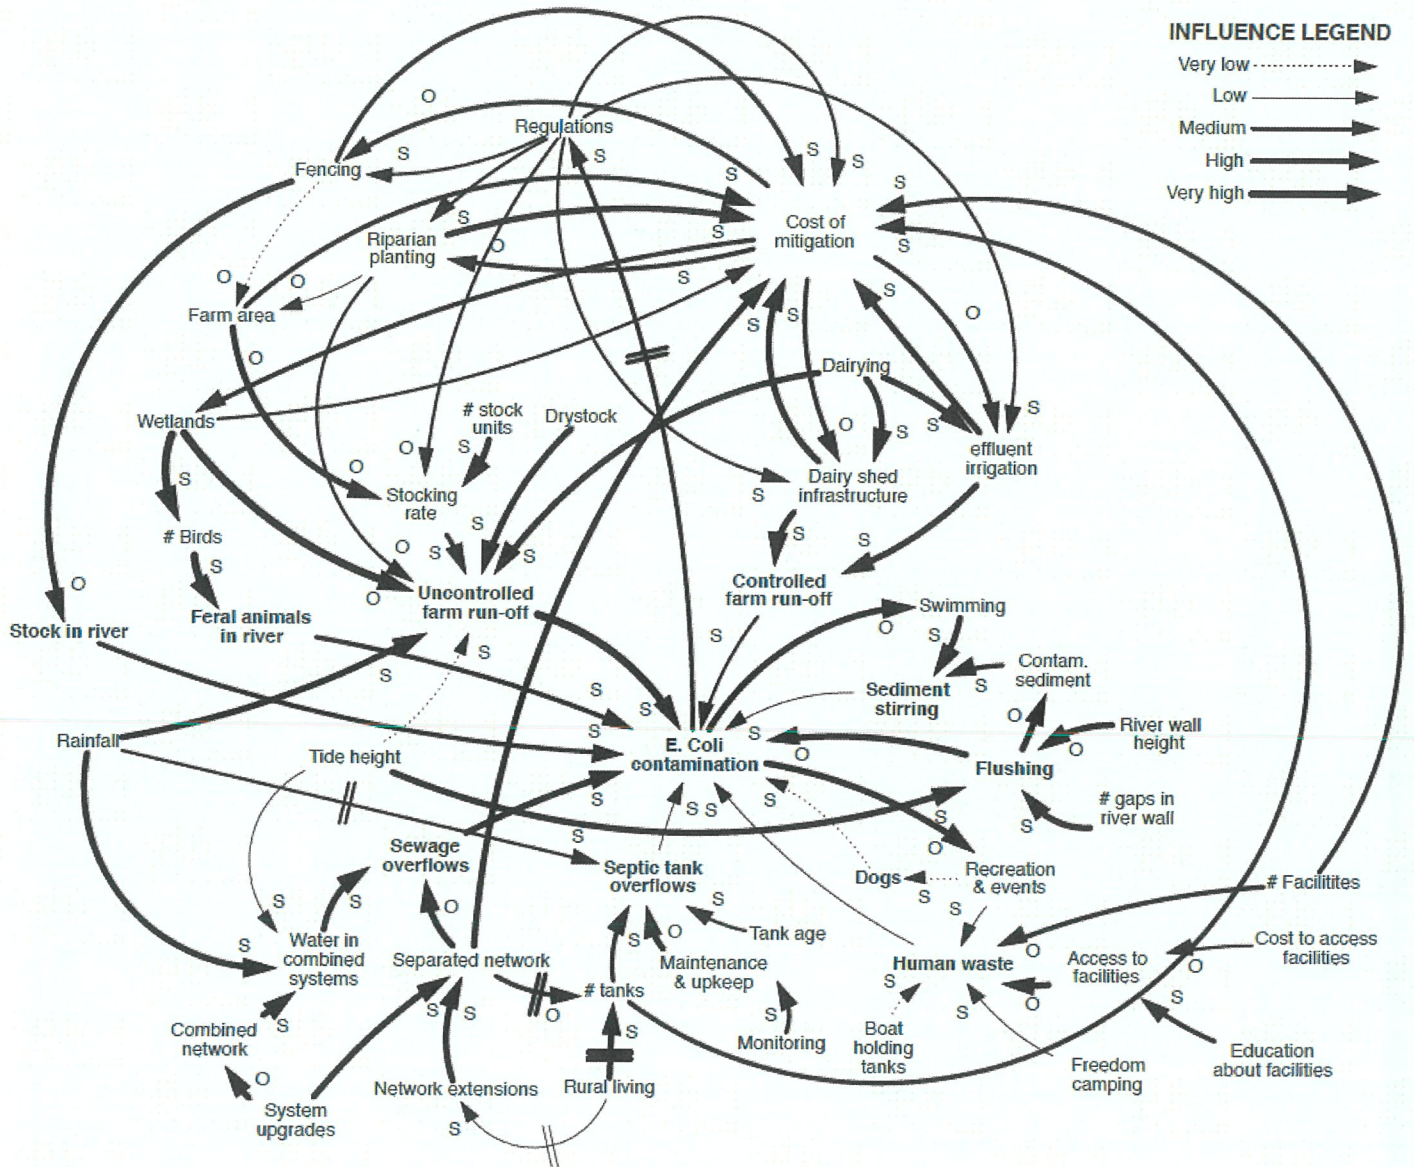 INFLUENCE LEGEND
Very low
Low
Medium
High
Very high
O
Regulations
S
S
S
S
Fencing
S
S
S
Cost of
mitigation
S
Riparian
planting
O
S
S
S
O
O
Farm area
S
S
S
O
O
Dairying
Wetlands
# stock
units
Drystock
S
O
S
O
S
S
effluent
irrigation
O
Stocking
rate
S
Dairy shed
infrastructure
S
S
# Birds
S
S
S
S
O
S
O
Uncontrolled
farm run-off
O
Controlled
farm run-off
Stock in river
Feral animals
in river
Swimming
O
S
S
S
S
Contam.
sediment
S
Sediment
stirring
S
S
S
O
River wall
height
O
Rainfall
Tide height
E. Coli
contamination
S
O
Flushing
S
S
S S
# gaps in
river wall
S
S
S
O
Sewage
overflows
Septic tank
overflows
Dogs
S
Recreation
& events
# Facilitites
S
S
O
S
S
Water in
combined
systems
S
O
Tank age
O
Cost to access
facilities
Separated network
Maintenance
& upkeep
Human waste
Access to
facilities
O
# tanks
S
O
S
S
S
O
S
S
S
Combined
network
S
Monitoring
Boat
holding
tanks
Freedom
camping
Education
about facilities
O
Network extensions
Rural living
System
upgrades
S